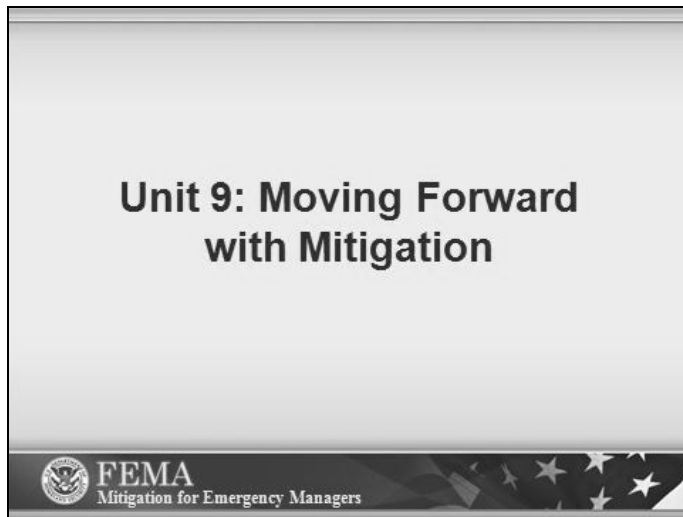 Unit 9: Moving Forward
with Mitigation
FEMA
Mitigation for Emergency Managers